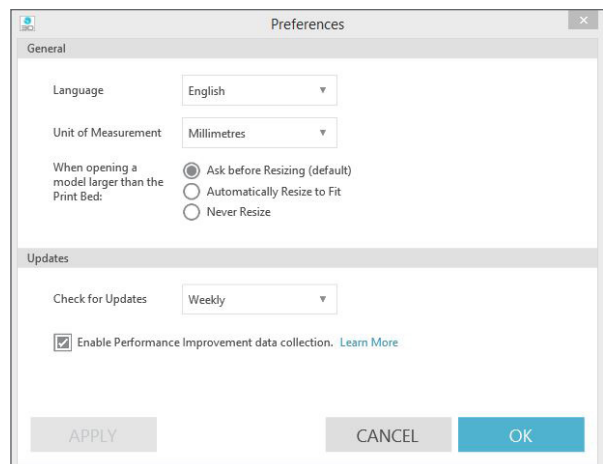 Preferences
General
Language English
Unit of Measurement Millimetres
When opening a
model larger than the
Print Bed:
Ask before Resizing (default)
Automatically Resize to Fit
Never Resize
Updates
Check for Updates Weekly
Enable Performance Improvement data collection. Learn More
APPLY CANCEL OK